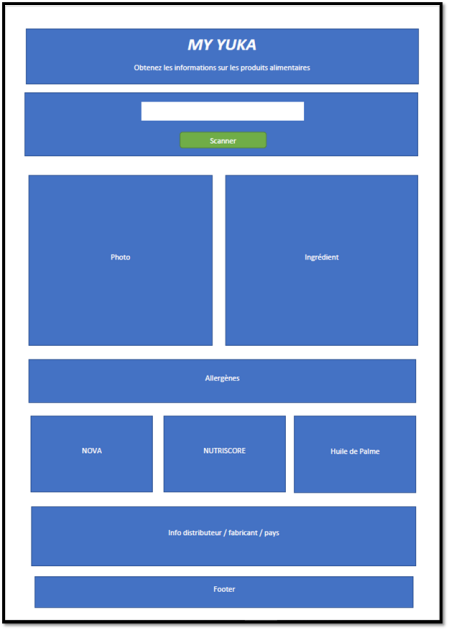 MY YUKA
Obtenez les informations sur les produits alimentaires
Scanner
Photo
Ingrédient
Allergènes
NOVA
NUTRISCORE
Huile de Palme
Info distributeur / fabricant / pays
Footer